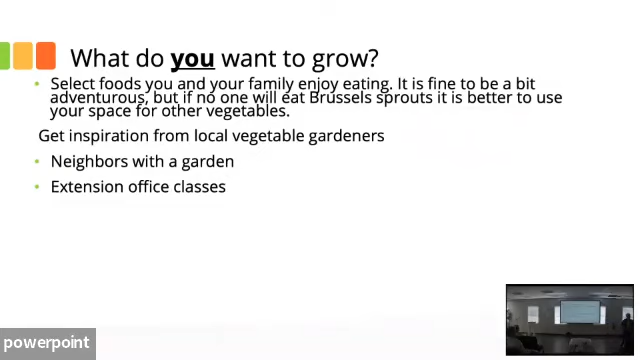 What do you want to grow?
• Select foods you and your family enjoy eating. It is fine to be a bit
adventurous, but if no one will eat Brussels sprouts it is better to use
your space for other vegetables.
Get inspiration from local vegetable gardeners
• Neighbors with a garden
• Extension office classes
powerpoint